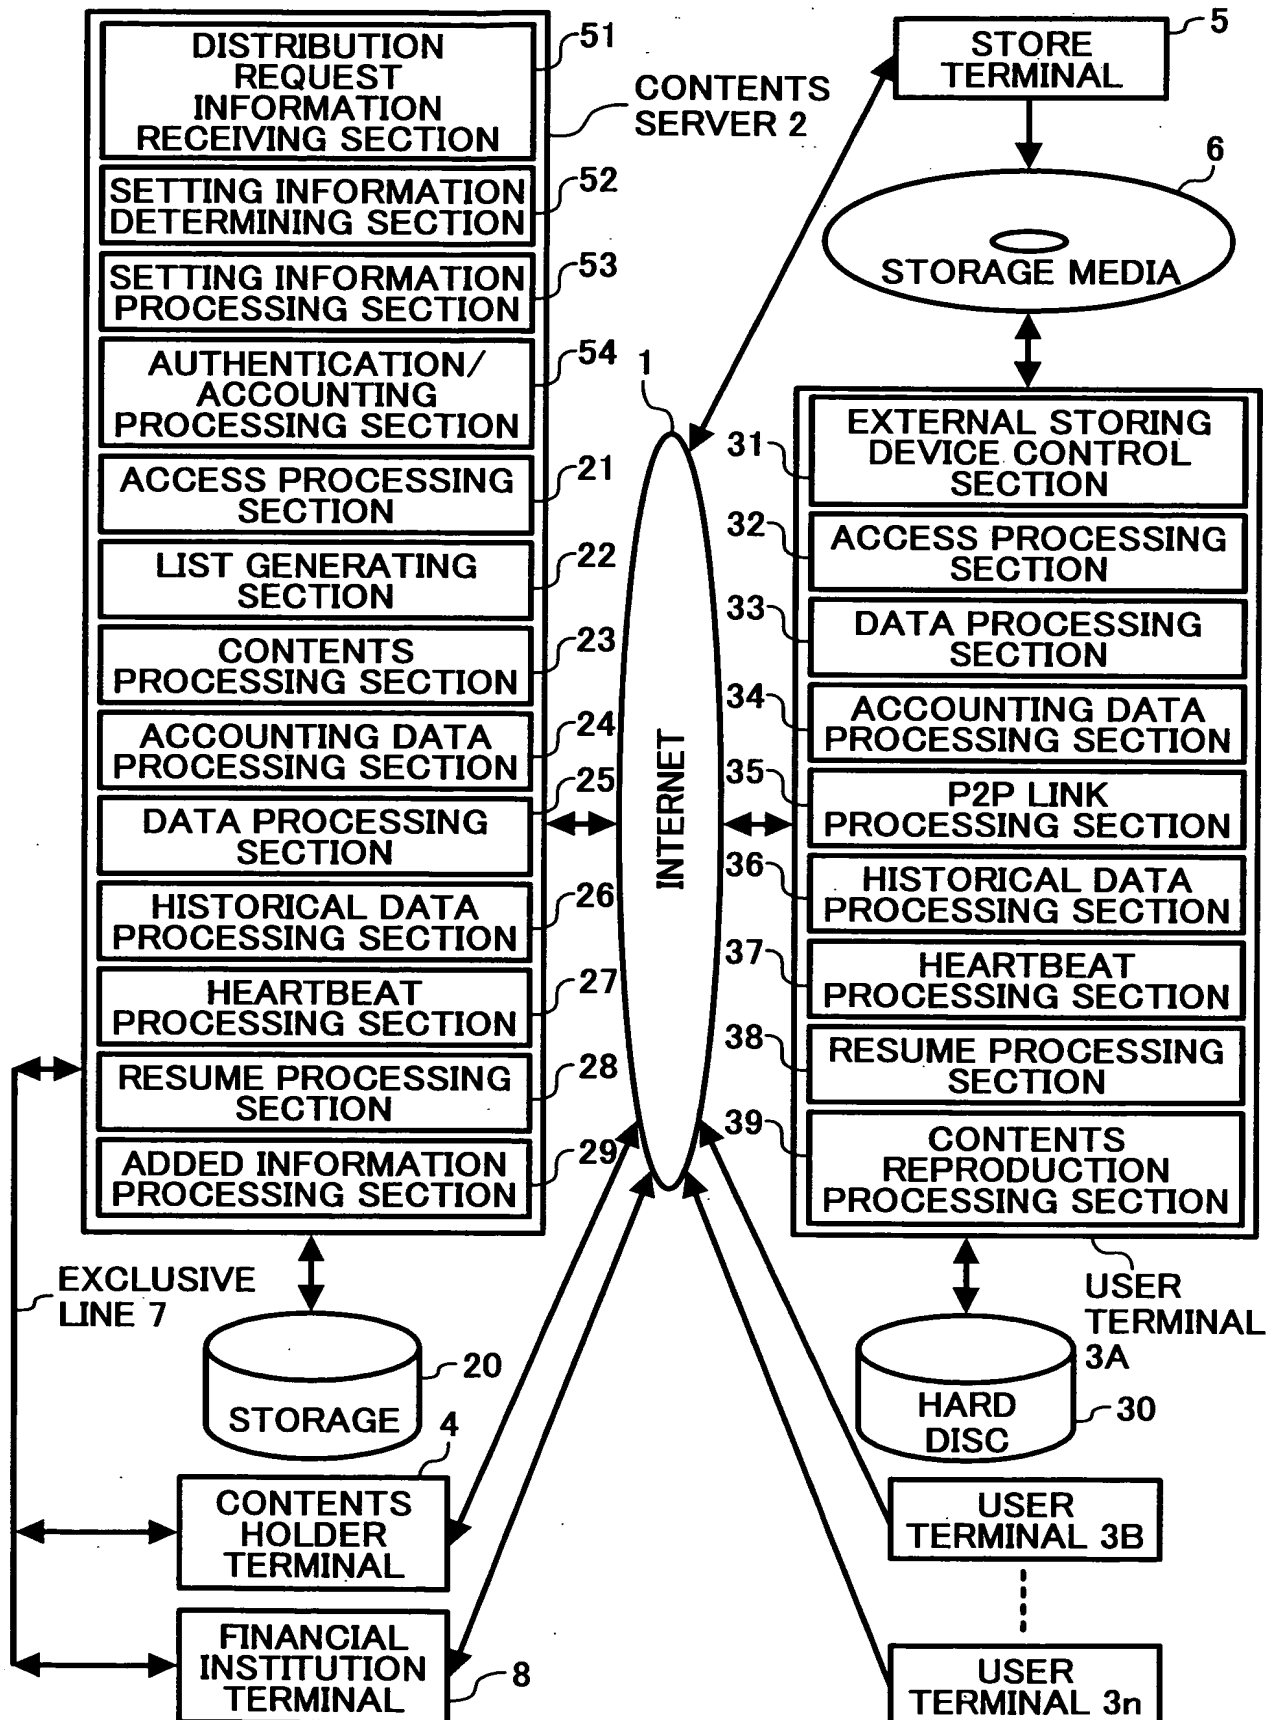 DISTRIBUTION
REQUEST
INFORMATION
RECEIVING SECTION
51
CONTENTS
SERVER 2
SETTING INFORMATION
DETERMINING SECTION
52
SETTING INFORMATION
PROCESSING SECTION
53
AUTHENTICATION/
ACCOUNTING
PROCESSING SECTION
54
ACCESS PROCESSING
SECTION
21
LIST GENERATING
SECTION
22
CONTENTS
PROCESSING SECTION
23
ACCOUNTING DATA
PROCESSING SECTION
24
DATA PROCESSING
SECTION
25
HISTORICAL DATA
PROCESSING SECTION
26
HEARTBEAT
PROCESSING SECTION
27
RESUME PROCESSING
SECTION
28
ADDED INFORMATION
PROCESSING SECTION
29
EXCLUSIVE
LINE 7
STORAGE
20
CONTENTS
HOLDER
TERMINAL
4
FINANCIAL
INSTITUTION
TERMINAL
8
1
INTERNET
STORE
TERMINAL
5
STORAGE MEDIA
6
31
EXTERNAL STORING
DEVICE CONTROL
SECTION
32
ACCESS PROCESSING
SECTION
33
DATA PROCESSING
SECTION
34
ACCOUNTING DATA
PROCESSING SECTION
35
P2P LINK
PROCESSING SECTION
36
HISTORICAL DATA
PROCESSING SECTION
37
HEARTBEAT
PROCESSING SECTION
38
RESUME PROCESSING
SECTION
39
CONTENTS
REPRODUCTION
PROCESSING SECTION
USER
TERMINAL
3A
HARD
DISC
30
USER
TERMINAL 3B
USER
TERMINAL 3n